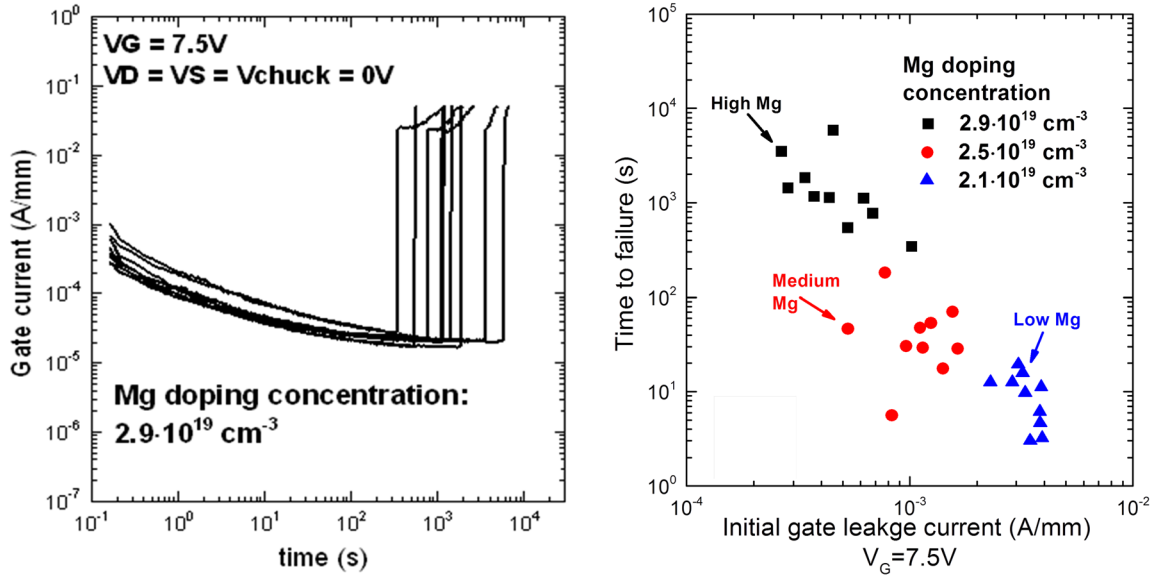 10⁰
10⁻¹
10⁻²
10⁻³
10⁻⁴
10⁻⁵
10⁻⁶
10⁻⁷
Gate current (A/mm)
VG = 7.5V
VD = VS = Vchuck = 0V
Mg doping concentration:
2.9·10¹⁹ cm⁻³
10⁻¹ 10⁰ 10¹ 10² 10³ 10⁴
time (s)
10⁵
10⁴
10³
10²
10¹
10⁰
Time to failure (s)
Mg doping
concentration
2.9·10¹⁹ cm⁻³
2.5·10¹⁹ cm⁻³
2.1·10¹⁹ cm⁻³
High Mg
Medium
Mg
Low Mg
10⁻⁴ 10⁻³ 10⁻²
Initial gate leakge current (A/mm)
V_G=7.5V